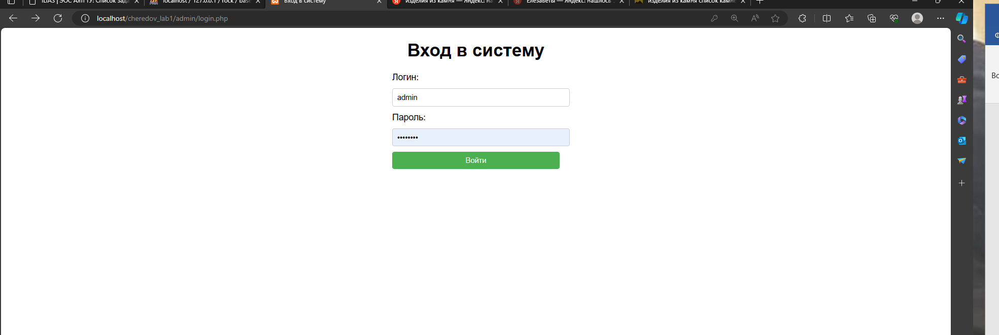 ILIAS | ЭОС АлтГТУ: Список зада
localhost / 127.0.0.1 / rock / base
Вход в систему
изделия из камня — Яндекс: на
Елезаветы — Яндекс: нашлось
изделия из камня список камне
localhost/cheredov_lab1/admin/login.php
Вход в систему
Логин:
admin
Пароль:
••••••••
Войти